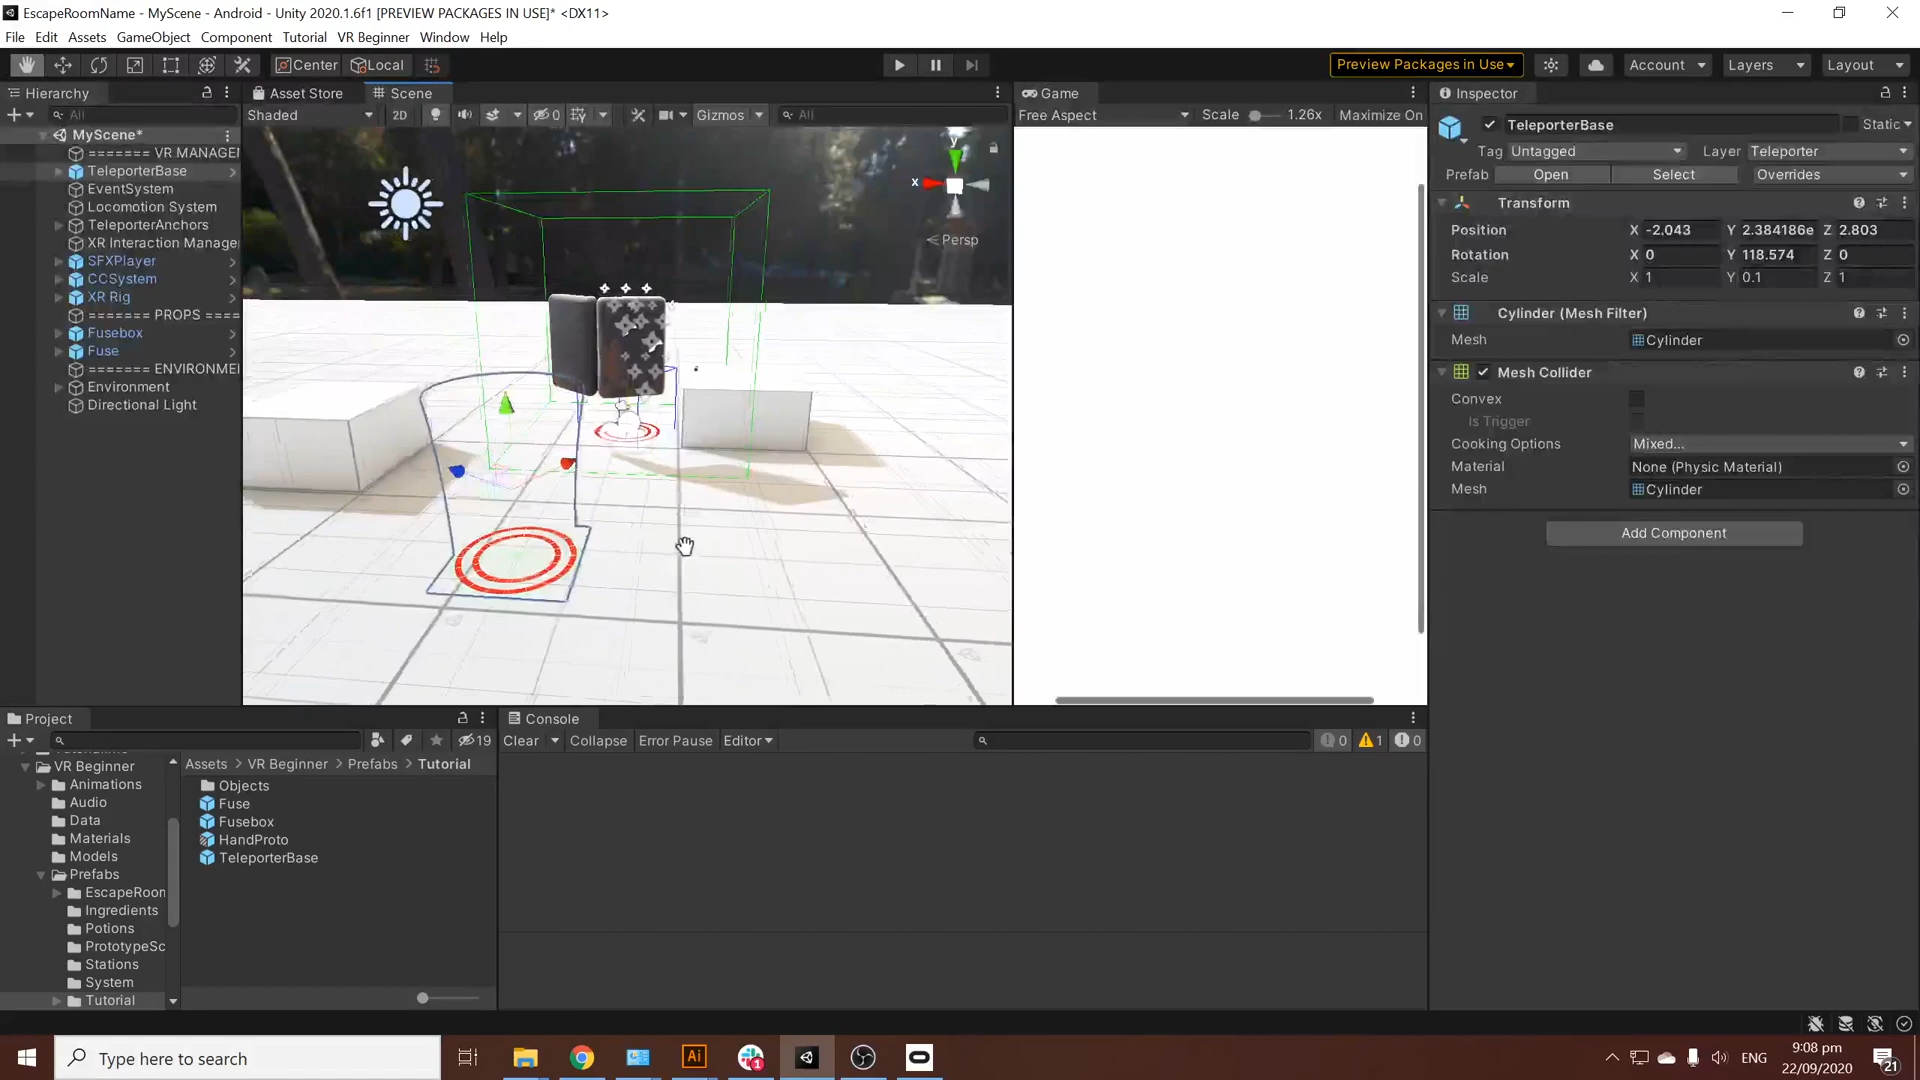 EscapeRoomName - MyScene - Android - Unity 2020.1.6f1 [PREVIEW PACKAGES IN USE]* <DX11>
File Edit Assets GameObject Component Tutorial VR Beginner Window Help
Center Local Preview Packages in Use Account Layers Layout
Hierarchy
All
MyScene*
======= VR MANAGE
TeleporterBase
EventSystem
Locomotion System
TeleporterAnchors
XR Interaction Manage
SFXPlayer
CCSystem
XR Rig
======= PROPS ====
Fusebox
Fuse
======= ENVIRONME
Environment
Directional Light
Asset Store Scene
Shaded 2D 0 Gizmos All
y
x
Persp
Game
Free Aspect Scale 1.26x Maximize On
Inspector
TeleporterBase Static
Tag Untagged Layer Teleporter
Prefab Open Select Overrides
Transform
Position X -2.043 Y 2.384186e Z 2.803
Rotation X 0 Y 118.574 Z 0
Scale X 1 Y 0.1 Z 1
Cylinder (Mesh Filter)
Mesh Cylinder
Mesh Collider
Convex
Is Trigger
Cooking Options Mixed...
Material None (Physic Material)
Mesh Cylinder
Add Component
Project
19
VR Beginner
Animations
Audio
Data
Materials
Models
Prefabs
EscapeRoon
Ingredients
Potions
PrototypeSc
Stations
System
Tutorial
Assets > VR Beginner > Prefabs > Tutorial
Objects
Fuse
Fusebox
HandProto
TeleporterBase
Console
Clear Collapse Error Pause Editor 0 1 0
Type here to search
Ai
1
ENG
9:08 pm
22/09/2020
21